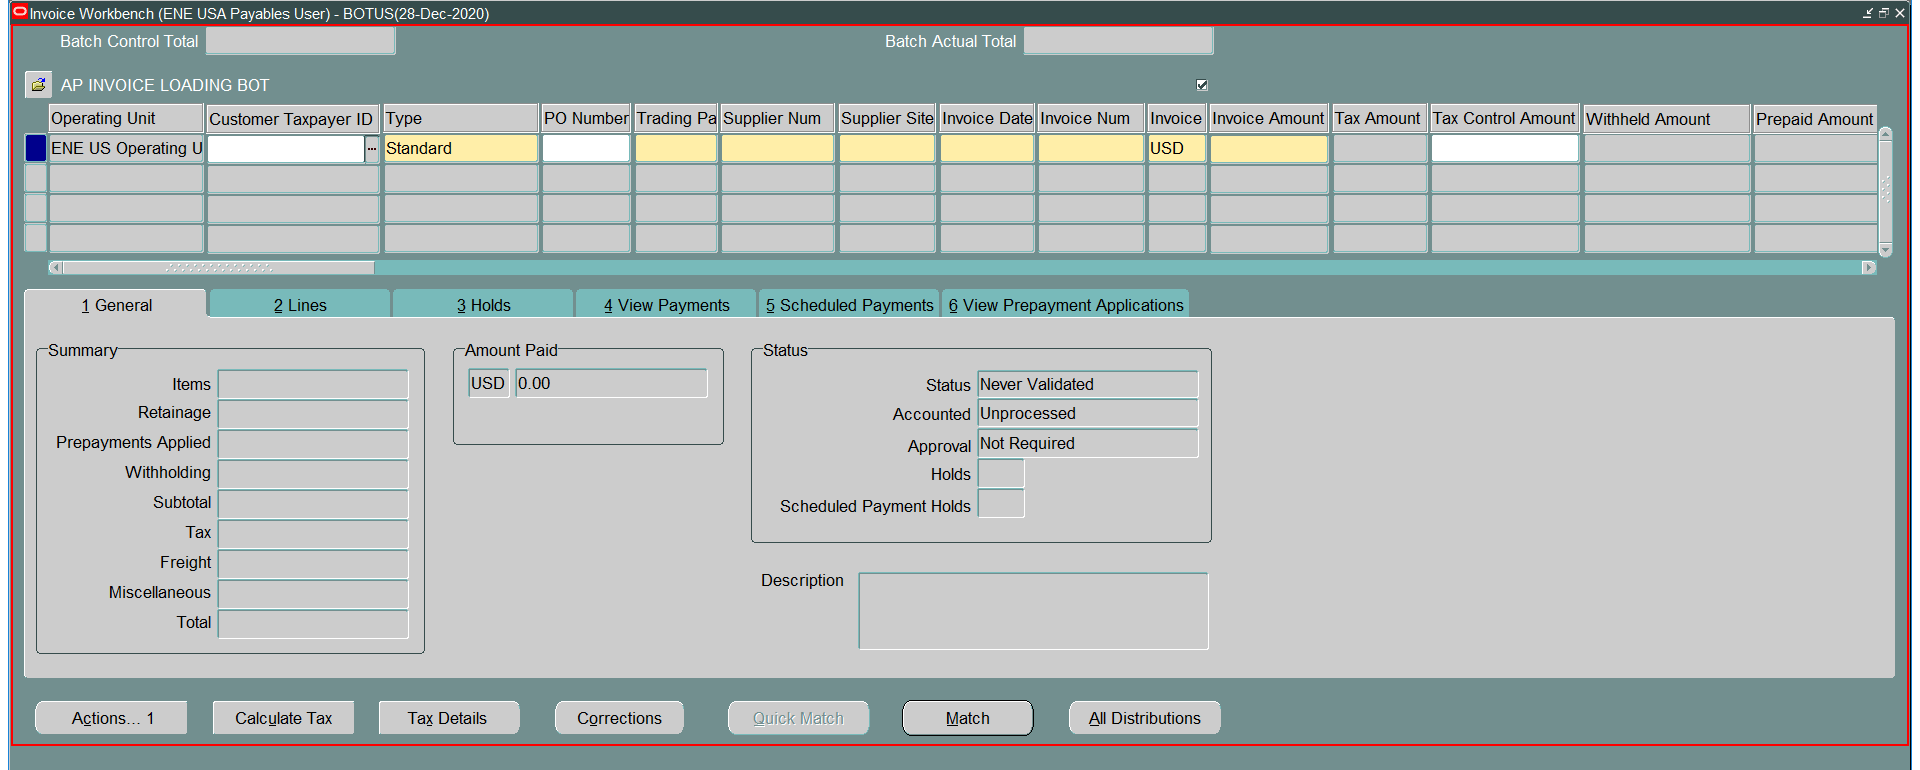 Invoice Workbench (ENE USA Payables User) - BOTUS(28-Dec-2020)
Batch Control Total Batch Actual Total
AP INVOICE LOADING BOT
Operating Unit Customer Taxpayer ID Type PO Number Trading Pa Supplier Num Supplier Site Invoice Date Invoice Num Invoice Invoice Amount Tax Amount Tax Control Amount Withheld Amount Prepaid Amount
ENE US Operating U ... Standard USD
1 General 2 Lines 3 Holds 4 View Payments 5 Scheduled Payments 6 View Prepayment Applications
Summary Amount Paid Status
Items USD 0.00 Status Never Validated
Retainage Accounted Unprocessed
Prepayments Applied Approval Not Required
Withholding Holds
Subtotal Scheduled Payment Holds
Tax
Freight
Miscellaneous Description
Total
Actions... 1 Calculate Tax Tax Details Corrections Quick Match Match All Distributions